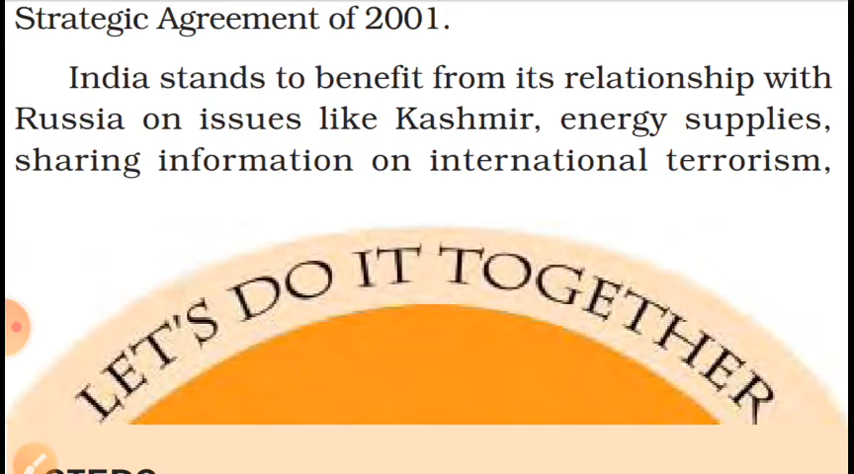 Strategic Agreement of 2001.
India stands to benefit from its relationship with
Russia on issues like Kashmir, energy supplies,
sharing information on international terrorism,
LET'S DO IT TOGETHER
STEPS